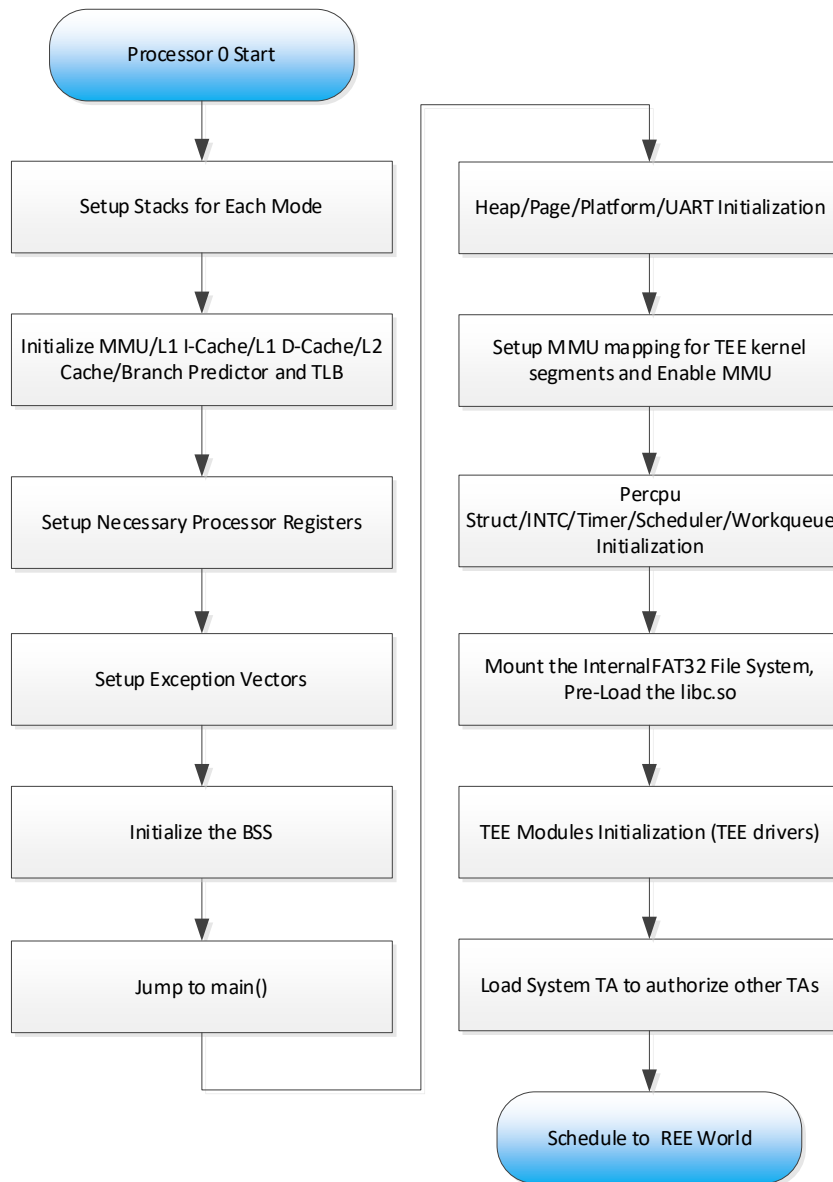 Processor 0 Start
Setup Stacks for Each Mode
Initialize MMU/L1 I-Cache/L1 D-Cache/L2
Cache/Branch Predictor and TLB
Setup Necessary Processor Registers
Setup Exception Vectors
Initialize the BSS
Jump to main()
Heap/Page/Platform/UART Initialization
Setup MMU mapping for TEE kernel
segments and Enable MMU
Percpu
Struct/INTC/Timer/Scheduler/Workqueue
Initialization
Mount the InternalFAT32 File System,
Pre-Load the libc.so
TEE Modules Initialization (TEE drivers)
Load System TA to authorize other TAs
Schedule to REE World